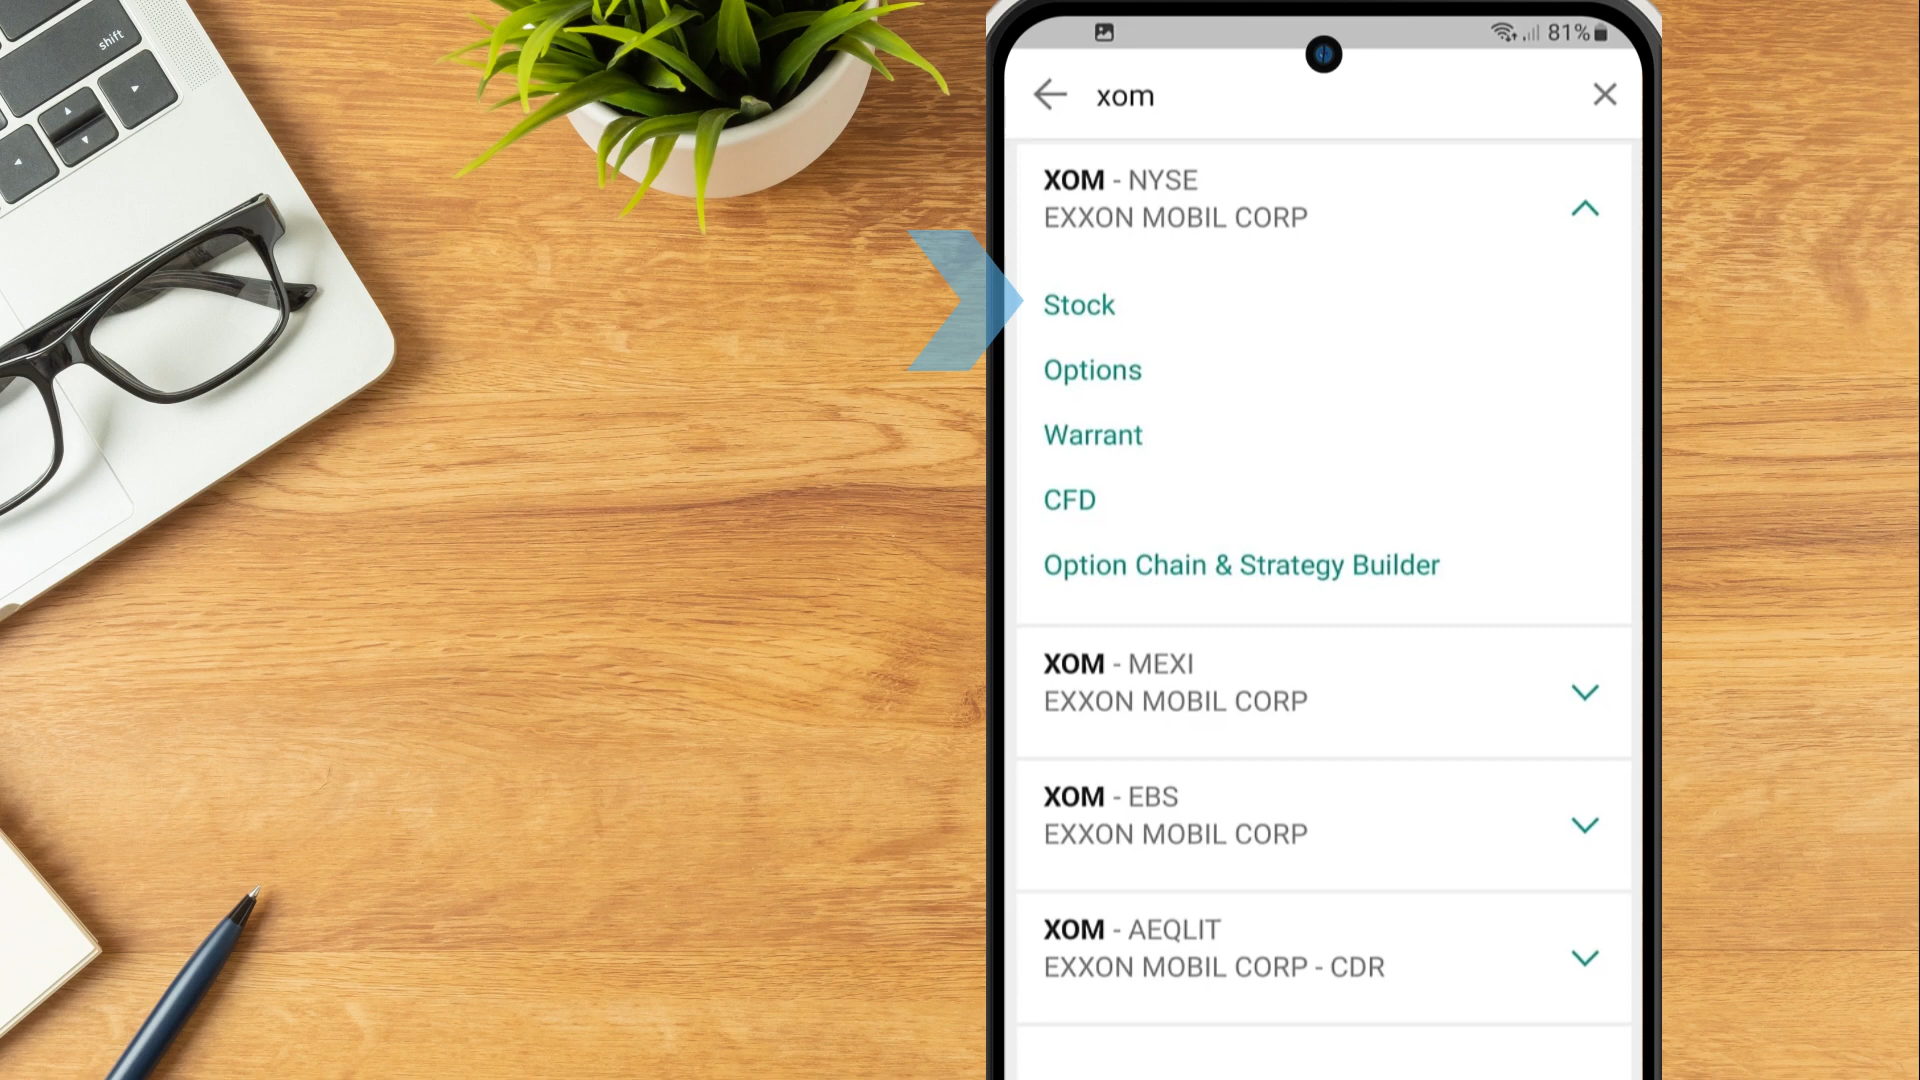 shift
81%
xom
XOM - NYSE
EXXON MOBIL CORP
Stock
Options
Warrant
CFD
Option Chain & Strategy Builder
XOM - MEXI
EXXON MOBIL CORP
XOM - EBS
EXXON MOBIL CORP
XOM - AEQLIT
EXXON MOBIL CORP - CDR